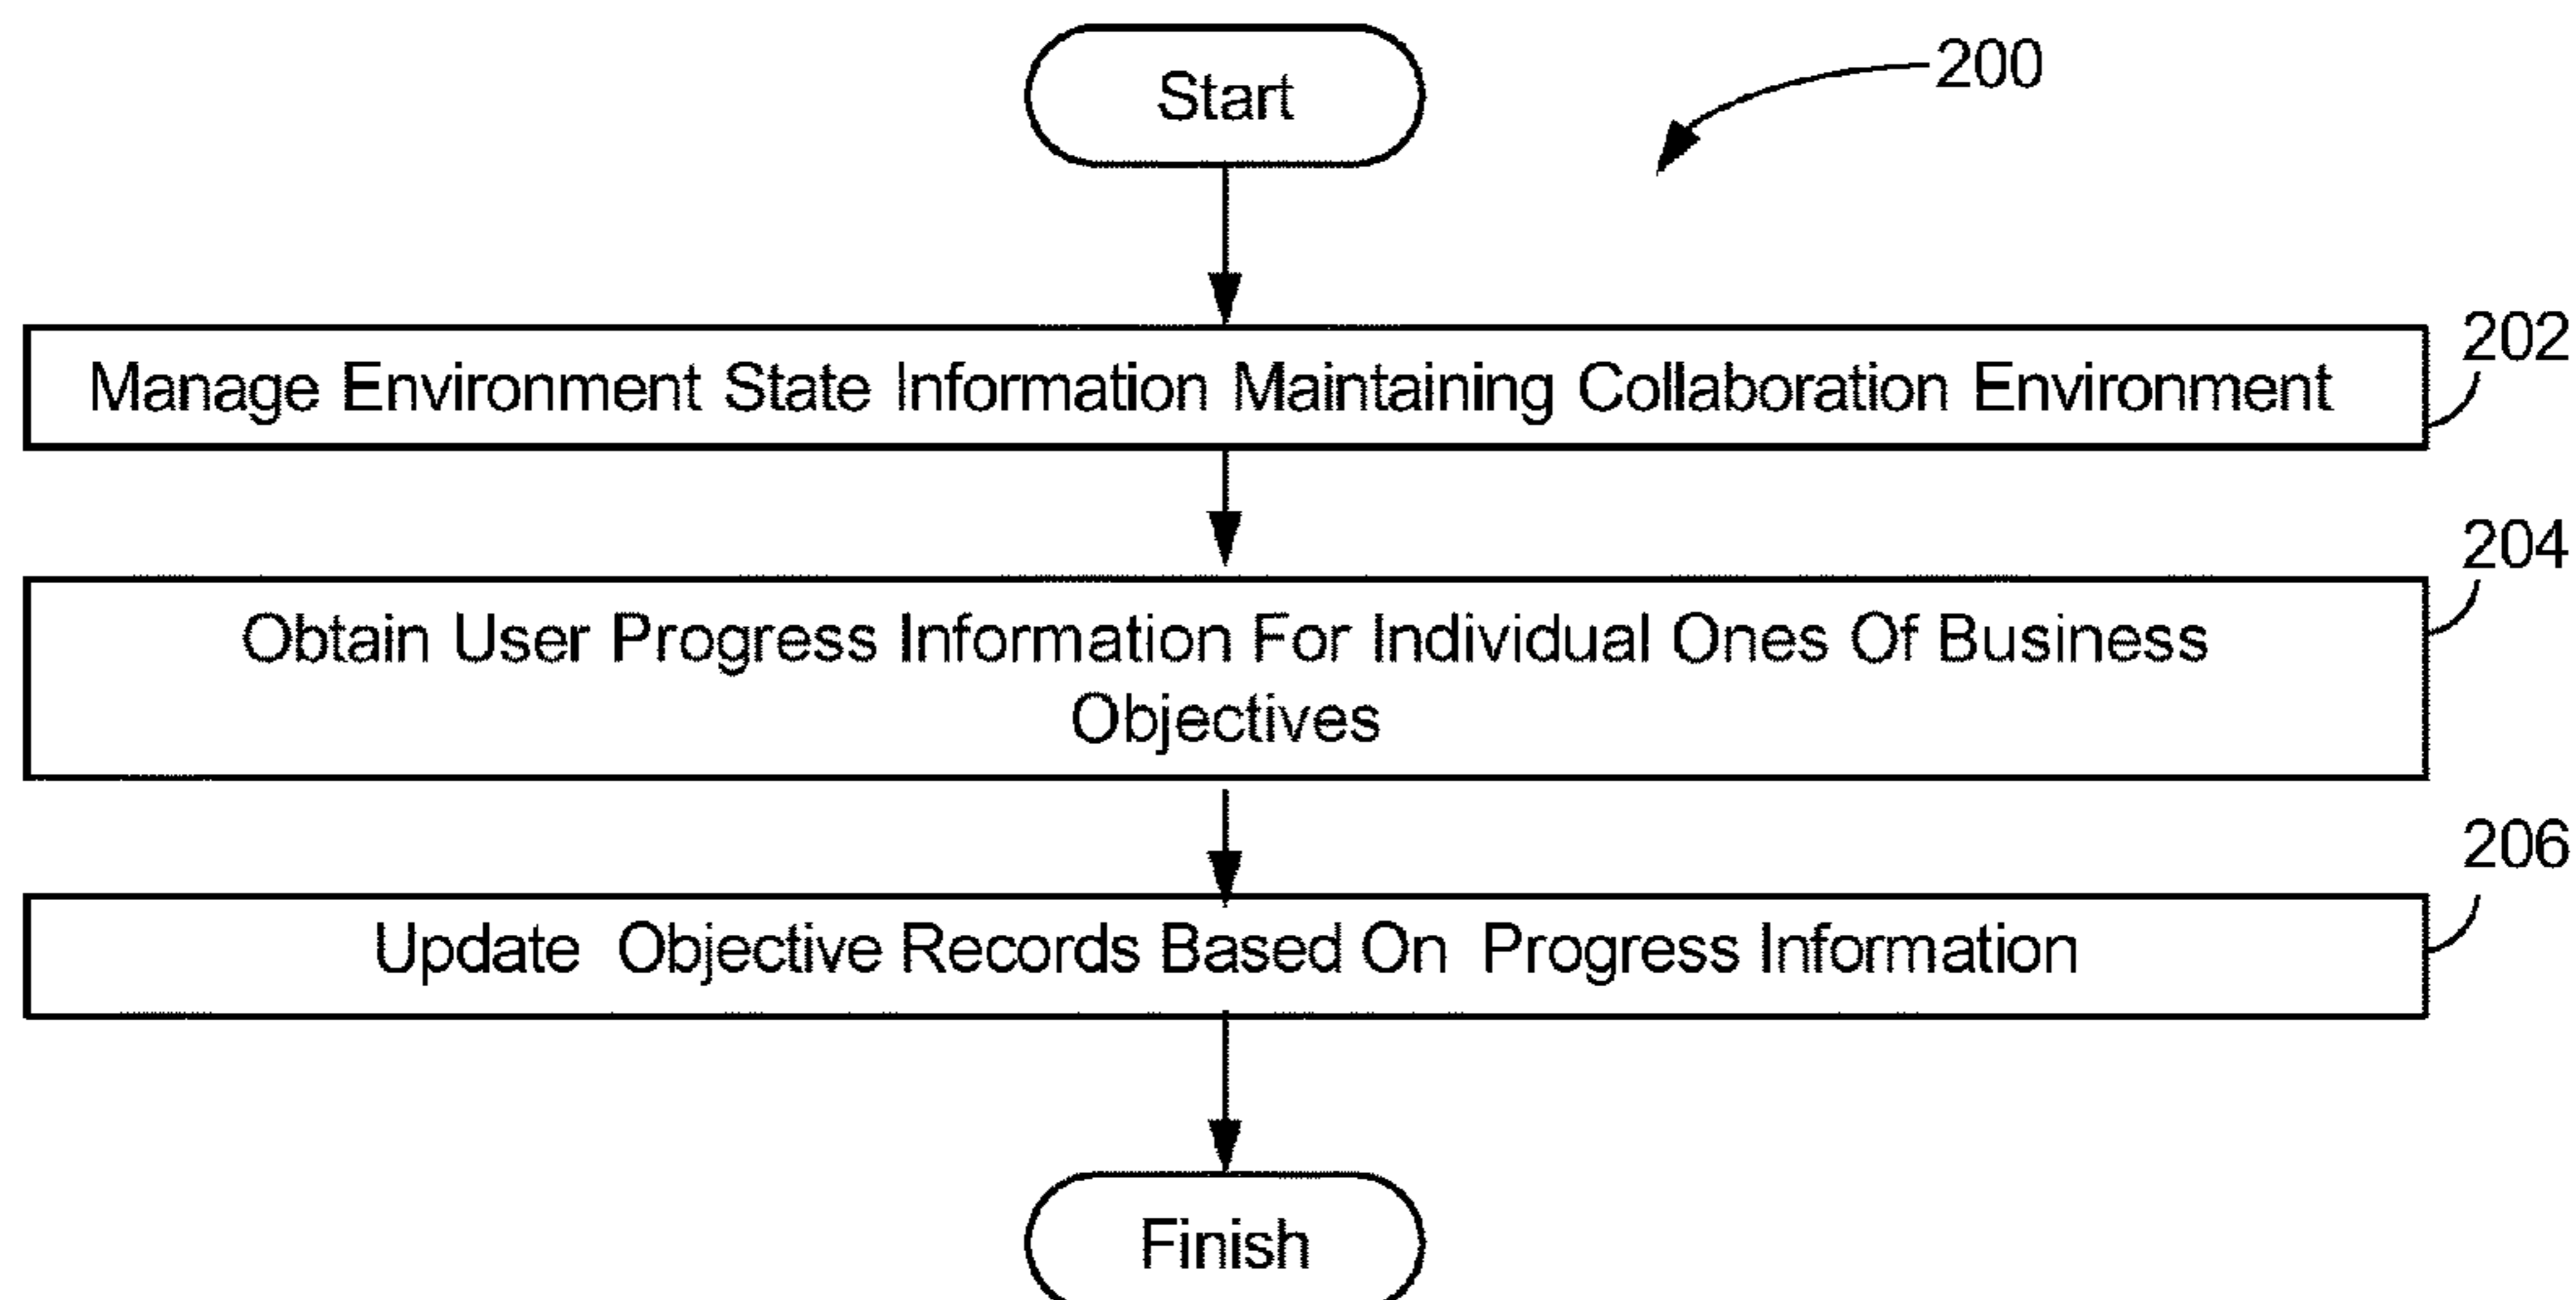 Start
200
Manage Environment State Information Maintaining Collaboration Environment
202
Obtain User Progress Information For Individual Ones Of Business
Objectives
204
Update Objective Records Based On Progress Information
206
Finish